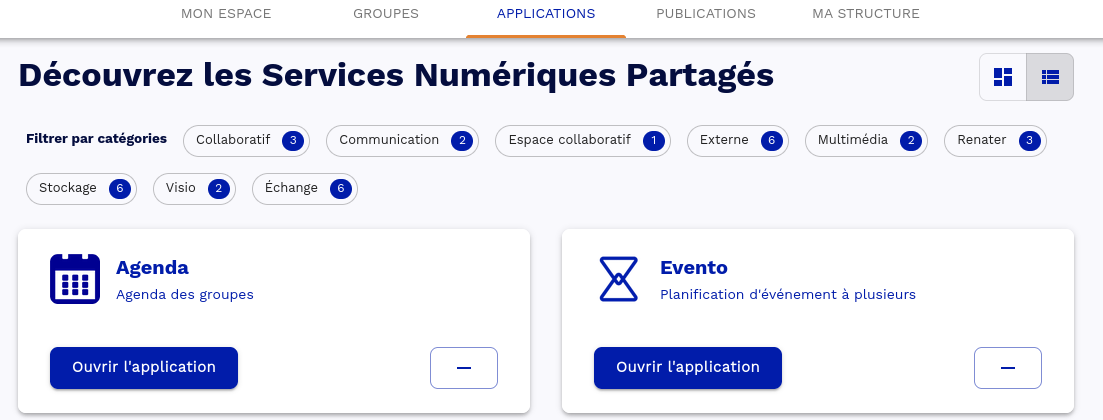 MON ESPACE GROUPES APPLICATIONS PUBLICATIONS MA STRUCTURE
Découvrez les Services Numériques Partagés
Filtrer par catégories Collaboratif 3 Communication 2 Espace collaboratif 1 Externe 6 Multimédia 2 Renater 3
Stockage 6 Visio 2 Échange 6
Agenda
Agenda des groupes
Ouvrir l'application
Evento
Planification d'événement à plusieurs
Ouvrir l'application